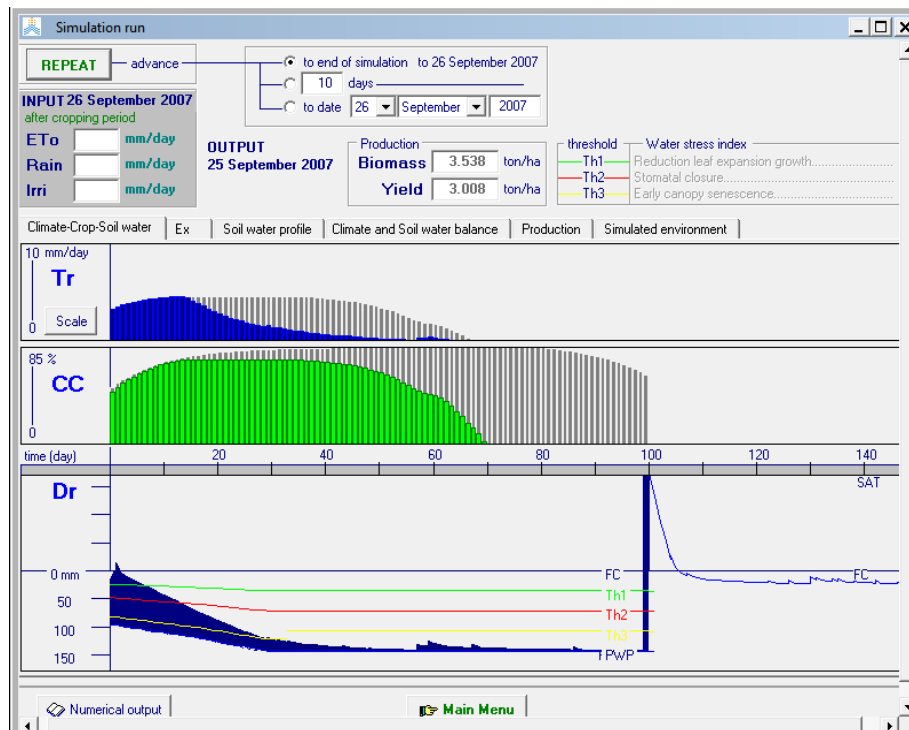 Simulation run
REPEAT
advance
to end of simulation to 26 September 2007
10 days
to date 26 September 2007
INPUT 26 September 2007
after cropping period
ETo mm/day
Rain mm/day
Irri mm/day
OUTPUT
25 September 2007
Production
Biomass 3.538 ton/ha
Yield 3.008 ton/ha
threshold Water stress index
Th1 Reduction leaf expansion growth
Th2 Stomatal closure
Th3 Early canopy senescence
Climate-Crop-Soil water Ex Soil water profile Climate and Soil water balance Production Simulated environment
10 mm/day
Tr
0 Scale
85 %
CC
0
time (day) 20 40 60 80 100 120 140
Dr SAT
0 mm FC FC
Th1
50
Th2
100
Th3
150 PWP
Numerical output Main Menu